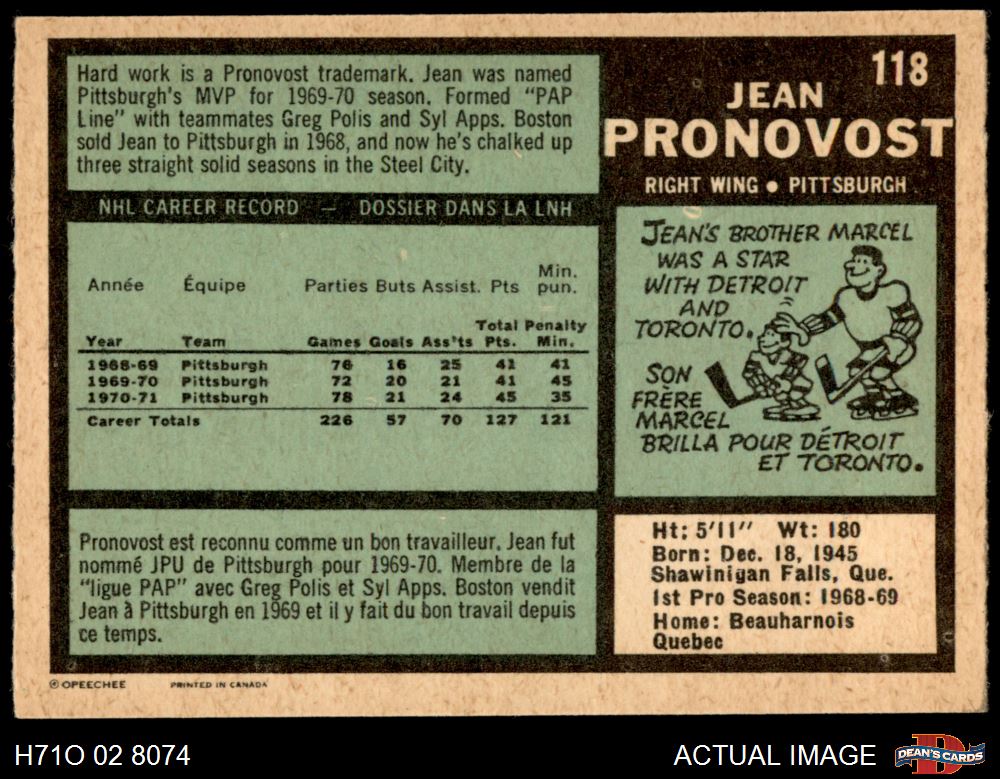 118
JEAN
PRONOVOST
RIGHT WING • PITTSBURGH
Hard work is a Pronovost trademark. Jean was named
Pittsburgh's MVP for 1969-70 season. Formed "PAP
Line" with teammates Greg Polis and Syl Apps. Boston
sold Jean to Pittsburgh in 1968, and now he's chalked up
three straight solid seasons in the Steel City.
NHL CAREER RECORD — DOSSIER DANS LA LNH
Année Équipe Parties Buts Assist. Pts Min. pun.
Year Team Games Goals Ass'ts Total Pts. Penalty Min.
1968-69 Pittsburgh 76 16 25 41 41
1969-70 Pittsburgh 72 20 21 41 45
1970-71 Pittsburgh 78 21 24 45 35
Career Totals 226 57 70 127 121
Pronovost est reconnu comme un bon travailleur. Jean fut
nommé JPU de Pittsburgh pour 1969-70. Membre de la
"ligue PAP" avec Greg Polis et Syl Apps. Boston vendit
Jean à Pittsburgh en 1969 et il y fait du bon travail depuis
ce temps.
JEAN'S BROTHER MARCEL
WAS A STAR
WITH DETROIT
AND
TORONTO.
SON
FRÈRE
MARCEL
BRILLA POUR DÉTROIT
ET TORONTO.
Ht: 5'11" Wt: 180
Born: Dec. 18, 1945
Shawinigan Falls, Que.
1st Pro Season: 1968-69
Home: Beauharnois
Quebec
© OPEECHEE PRINTED IN CANADA
H71O 02 8074
ACTUAL IMAGE
DEAN'S CARDS